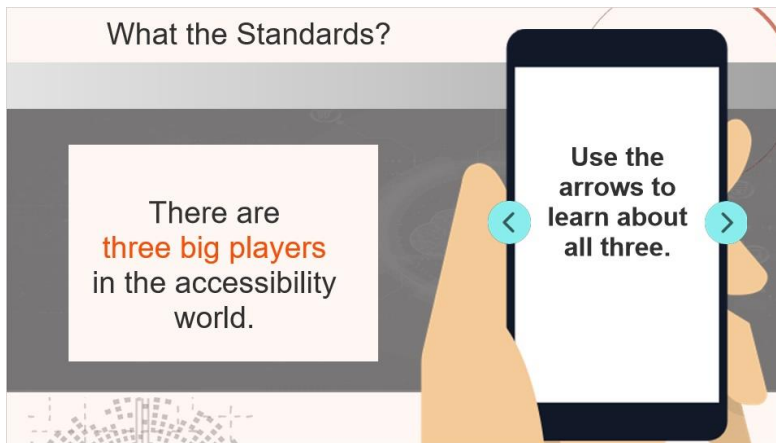 What the Standards?
There are
three big players
in the accessibility
world.
Use the
arrows to
learn about
all three.